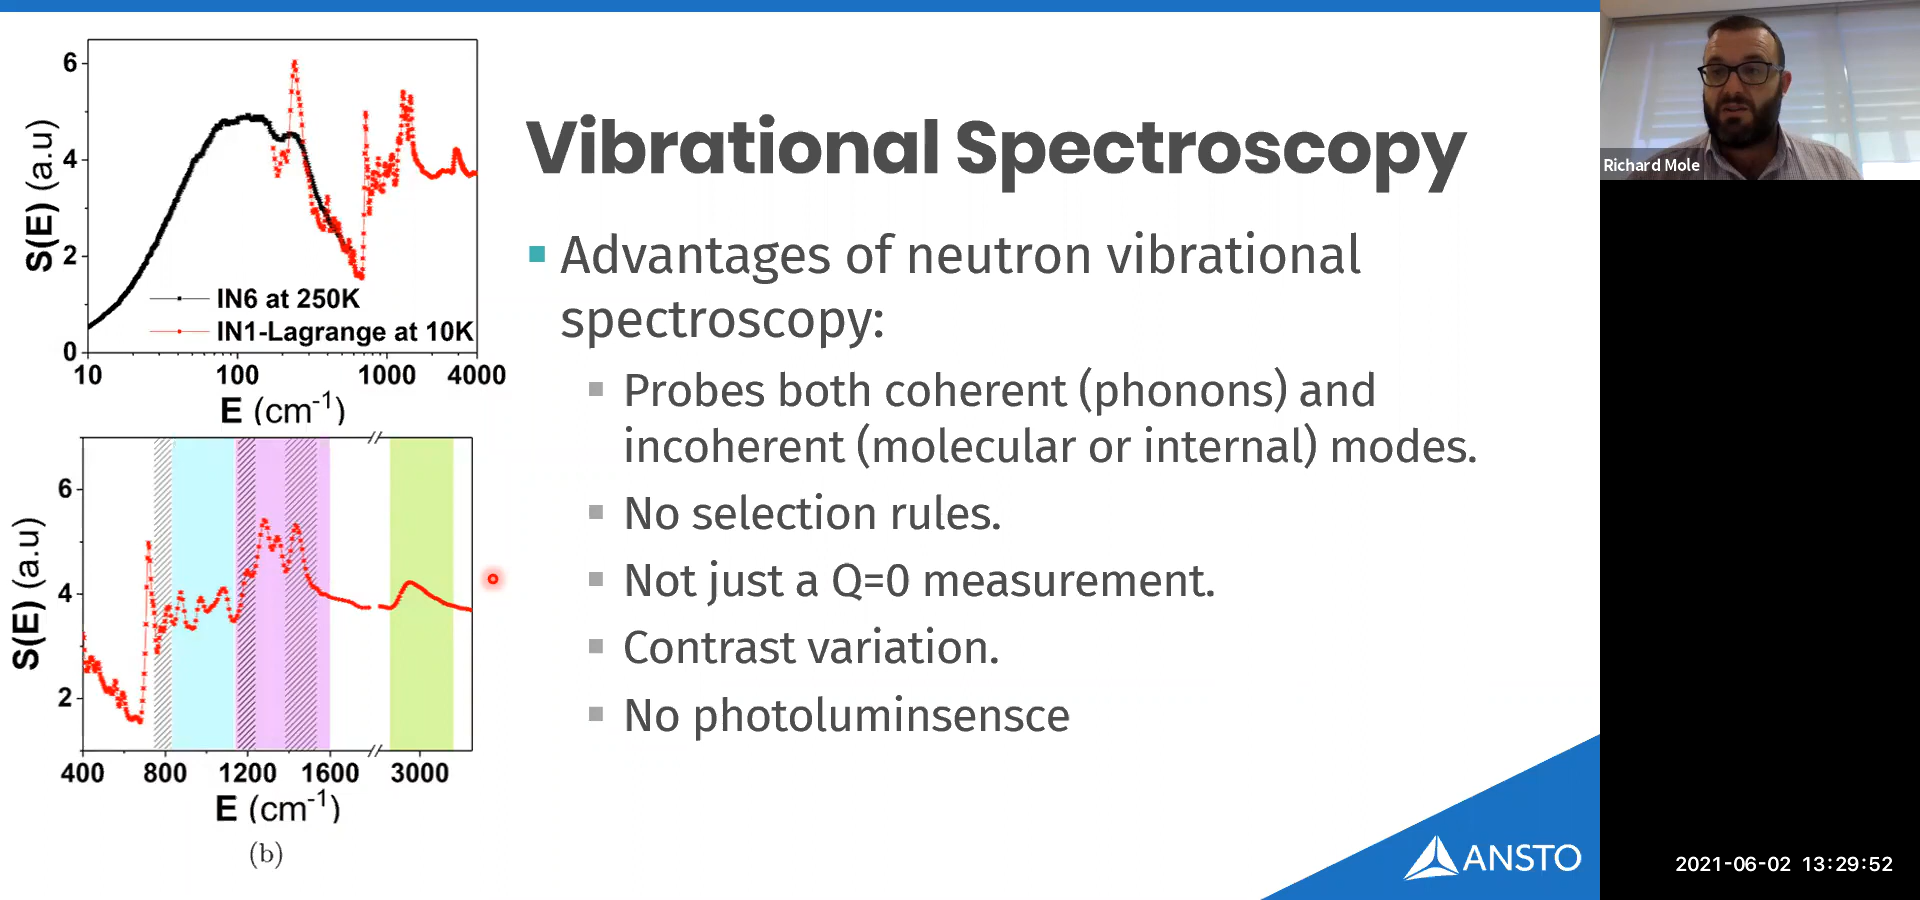 6
4
2
0
S(E) (a.u)
IN6 at 250K
IN1-Lagrange at 10K
10 100 1000 4000
E (cm-1)
6
4
2
S(E) (a.u)
400 800 1200 1600 3000
E (cm-1)
(b)
Vibrational Spectroscopy
Advantages of neutron vibrational
spectroscopy:
Probes both coherent (phonons) and
incoherent (molecular or internal) modes.
No selection rules.
Not just a Q=0 measurement.
Contrast variation.
No photoluminsensce
ANSTO
Richard Mole
2021-06-02 13:29:52